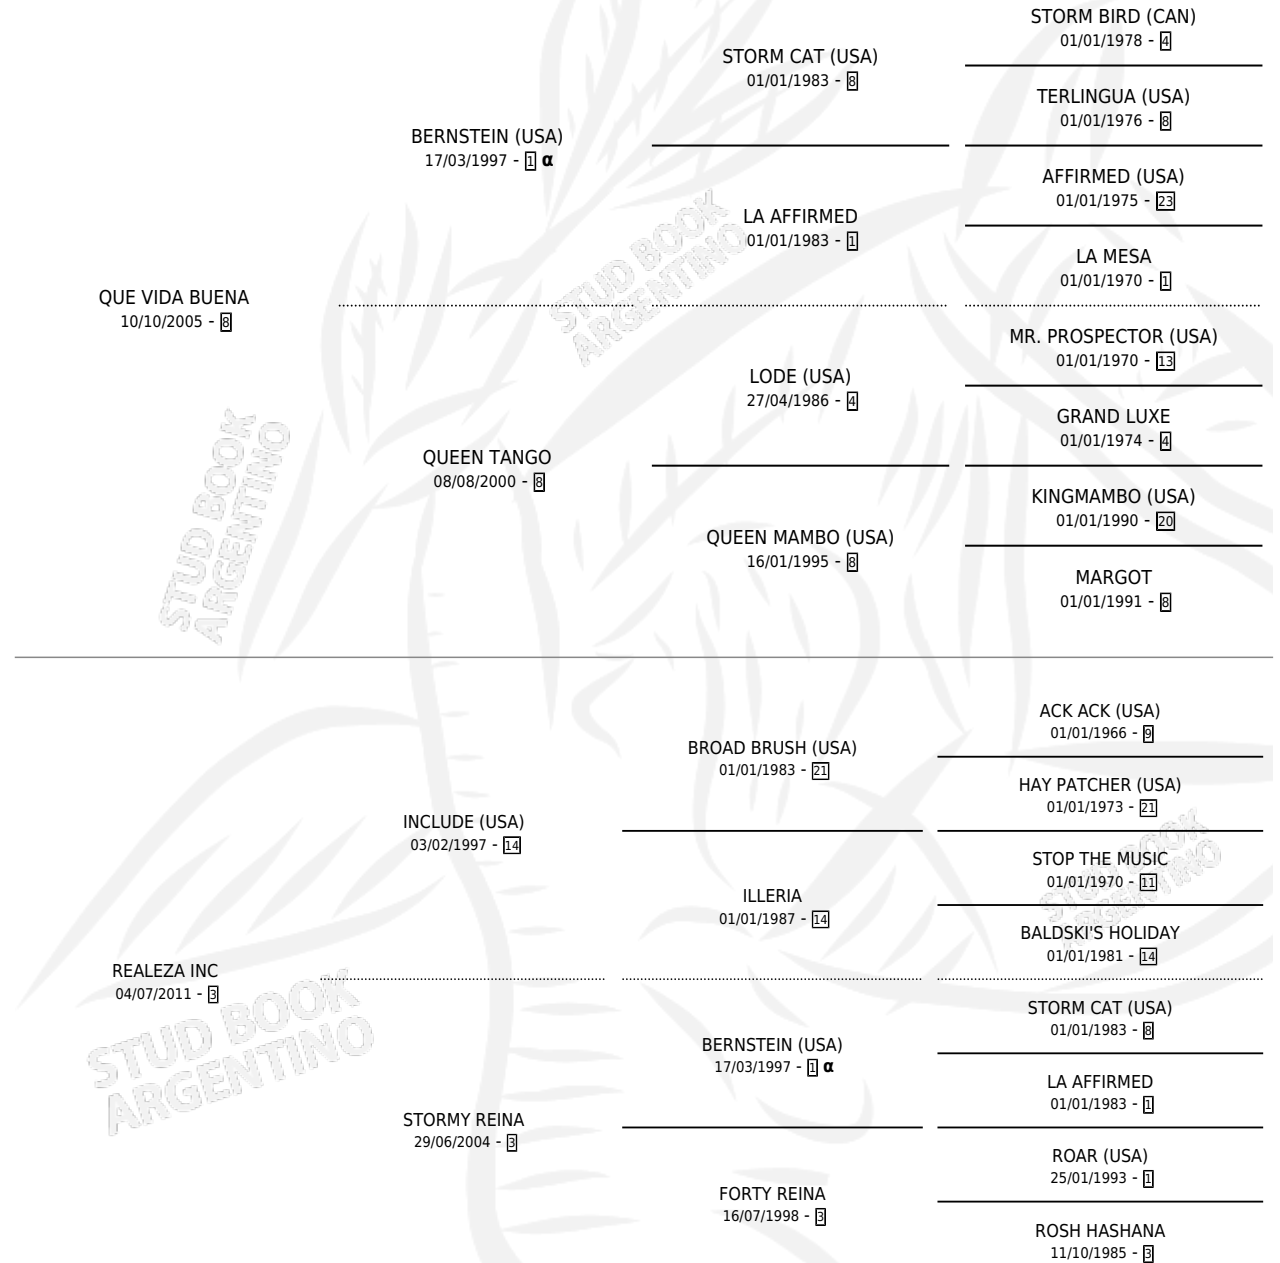 STORM BIRD (CAN)
01/01/1978 - 4
STORM CAT (USA)
01/01/1983 - 8
TERLINGUA (USA)
01/01/1976 - 8
BERNSTEIN (USA)
17/03/1997 - 1 α
AFFIRMED (USA)
01/01/1975 - 23
LA AFFIRMED
01/01/1983 - 1
LA MESA
01/01/1970 - 1
QUE VIDA BUENA
10/10/2005 - 8
MR. PROSPECTOR (USA)
01/01/1970 - 13
LODE (USA)
27/04/1986 - 4
GRAND LUXE
01/01/1974 - 4
QUEEN TANGO
08/08/2000 - 8
KINGMAMBO (USA)
01/01/1990 - 20
QUEEN MAMBO (USA)
16/01/1995 - 8
MARGOT
01/01/1991 - 8
STUD BOOK
ARGENTINO
STUD BOOK
ARGENTINO
ACK ACK (USA)
01/01/1966 - 9
BROAD BRUSH (USA)
01/01/1983 - 21
HAY PATCHER (USA)
01/01/1973 - 21
INCLUDE (USA)
03/02/1997 - 14
STOP THE MUSIC
01/01/1970 - 11
ILLERIA
01/01/1987 - 14
BALDSKI'S HOLIDAY
01/01/1981 - 14
REALEZA INC
04/07/2011 - 3
STORM CAT (USA)
01/01/1983 - 8
BERNSTEIN (USA)
17/03/1997 - 1 α
LA AFFIRMED
01/01/1983 - 1
STORMY REINA
29/06/2004 - 3
ROAR (USA)
25/01/1993 - 1
FORTY REINA
16/07/1998 - 3
ROSH HASHANA
11/10/1985 - 3
STUD BOOK
ARGENTINO
STUD BOOK
ARGENTINO